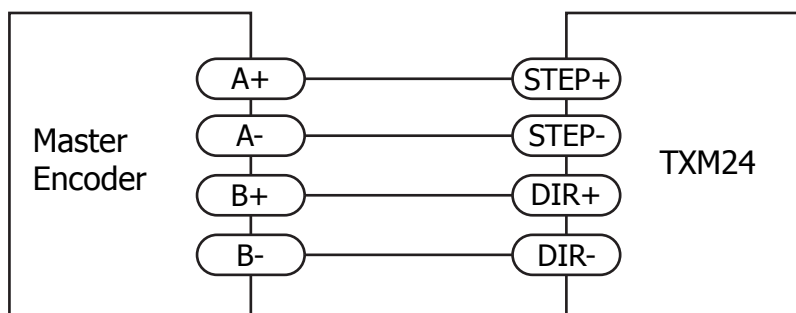 A+
STEP+
Master
Encoder
A-
STEP-
TXM24
B+
DIR+
B-
DIR-